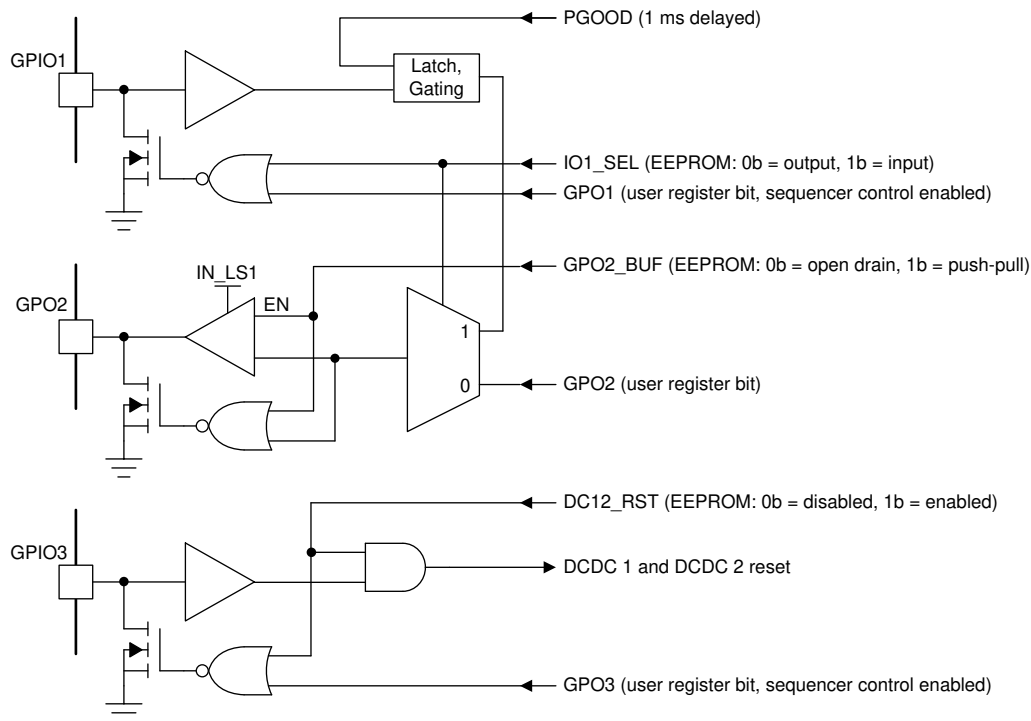 PGOOD (1 ms delayed)
GPIO1
Latch,
Gating
IO1_SEL (EEPROM: 0b = output, 1b = input)
GPO1 (user register bit, sequencer control enabled)
GPO2_BUF (EEPROM: 0b = open drain, 1b = push-pull)
IN_LS1
GPO2
EN
1
0
GPO2 (user register bit)
DC12_RST (EEPROM: 0b = disabled, 1b = enabled)
GPIO3
DCDC 1 and DCDC 2 reset
GPO3 (user register bit, sequencer control enabled)